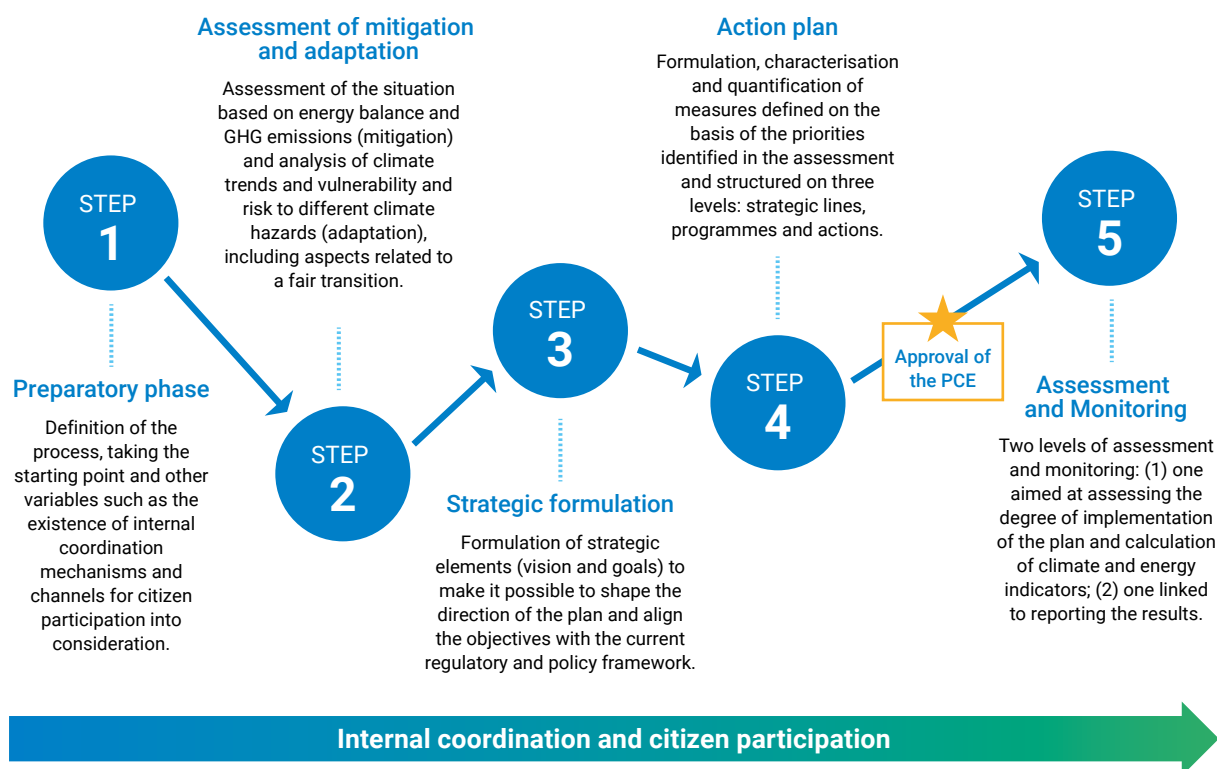 STEP
1
Preparatory phase
Definition of the
process, taking the
starting point and other
variables such as the
existence of internal
coordination
mechanisms and
channels for citizen
participation into
consideration.
Assessment of mitigation
and adaptation
Assessment of the situation
based on energy balance and
GHG emissions (mitigation)
and analysis of climate
trends and vulnerability and
risk to different climate
hazards (adaptation),
including aspects related to
a fair transition.
STEP
2
STEP
3
Strategic formulation
Formulation of strategic
elements (vision and goals) to
make it possible to shape the
direction of the plan and align
the objectives with the current
regulatory and policy framework.
Action plan
Formulation, characterisation
and quantification of
measures defined on the
basis of the priorities
identified in the assessment
and structured on three
levels: strategic lines,
programmes and actions.
STEP
4
Approval of
the PCE
STEP
5
Assessment
and Monitoring
Two levels of assessment
and monitoring: (1) one
aimed at assessing the
degree of implementation
of the plan and calculation
of climate and energy
indicators; (2) one linked
to reporting the results.
Internal coordination and citizen participation